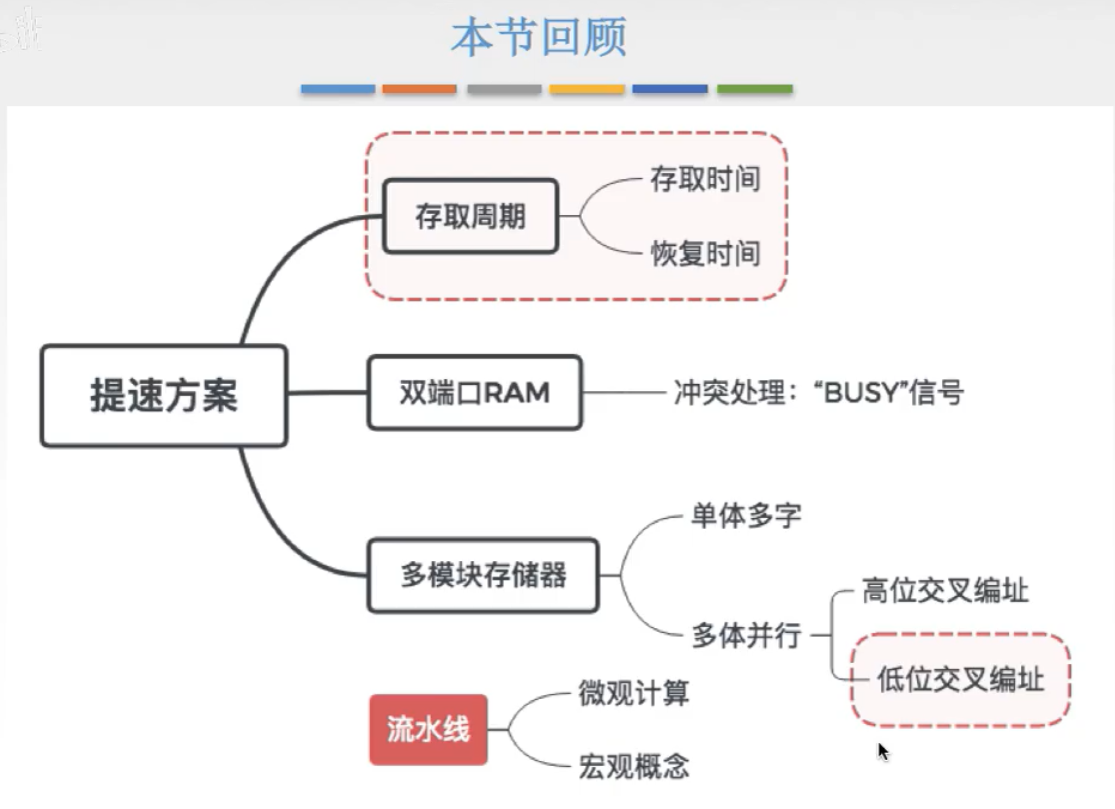 本节回顾
存取周期
存取时间
恢复时间
提速方案
双端口RAM
冲突处理：“BUSY”信号
多模块存储器
单体多字
多体并行
高位交叉编址
低位交叉编址
流水线
微观计算
宏观概念